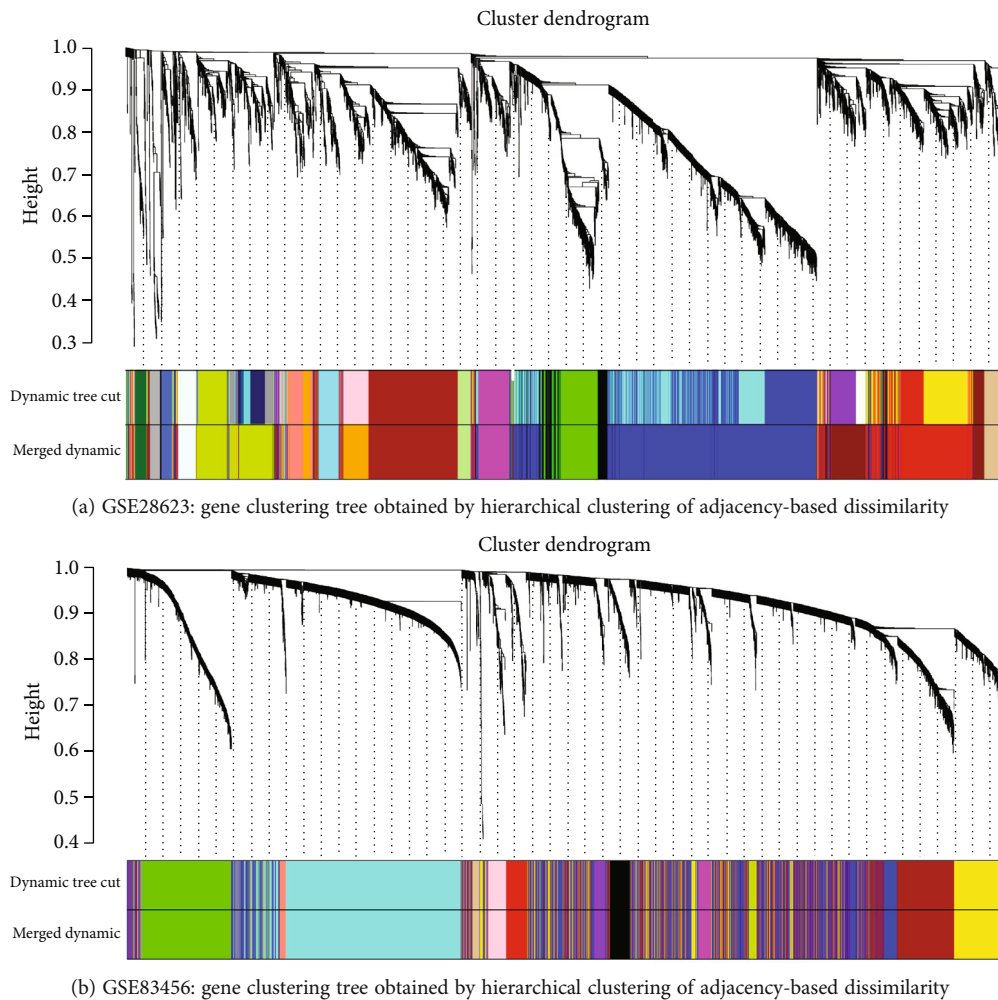 Cluster dendrogram
1.0
0.9
0.8
0.7
0.6
0.5
0.4
0.3
Height
Dynamic tree cut
Merged dynamic
(a) GSE28623: gene clustering tree obtained by hierarchical clustering of adjacency-based dissimilarity
Cluster dendrogram
1.0
0.9
0.8
0.7
0.6
0.5
0.4
Height
Dynamic tree cut
Merged dynamic
(b) GSE83456: gene clustering tree obtained by hierarchical clustering of adjacency-based dissimilarity